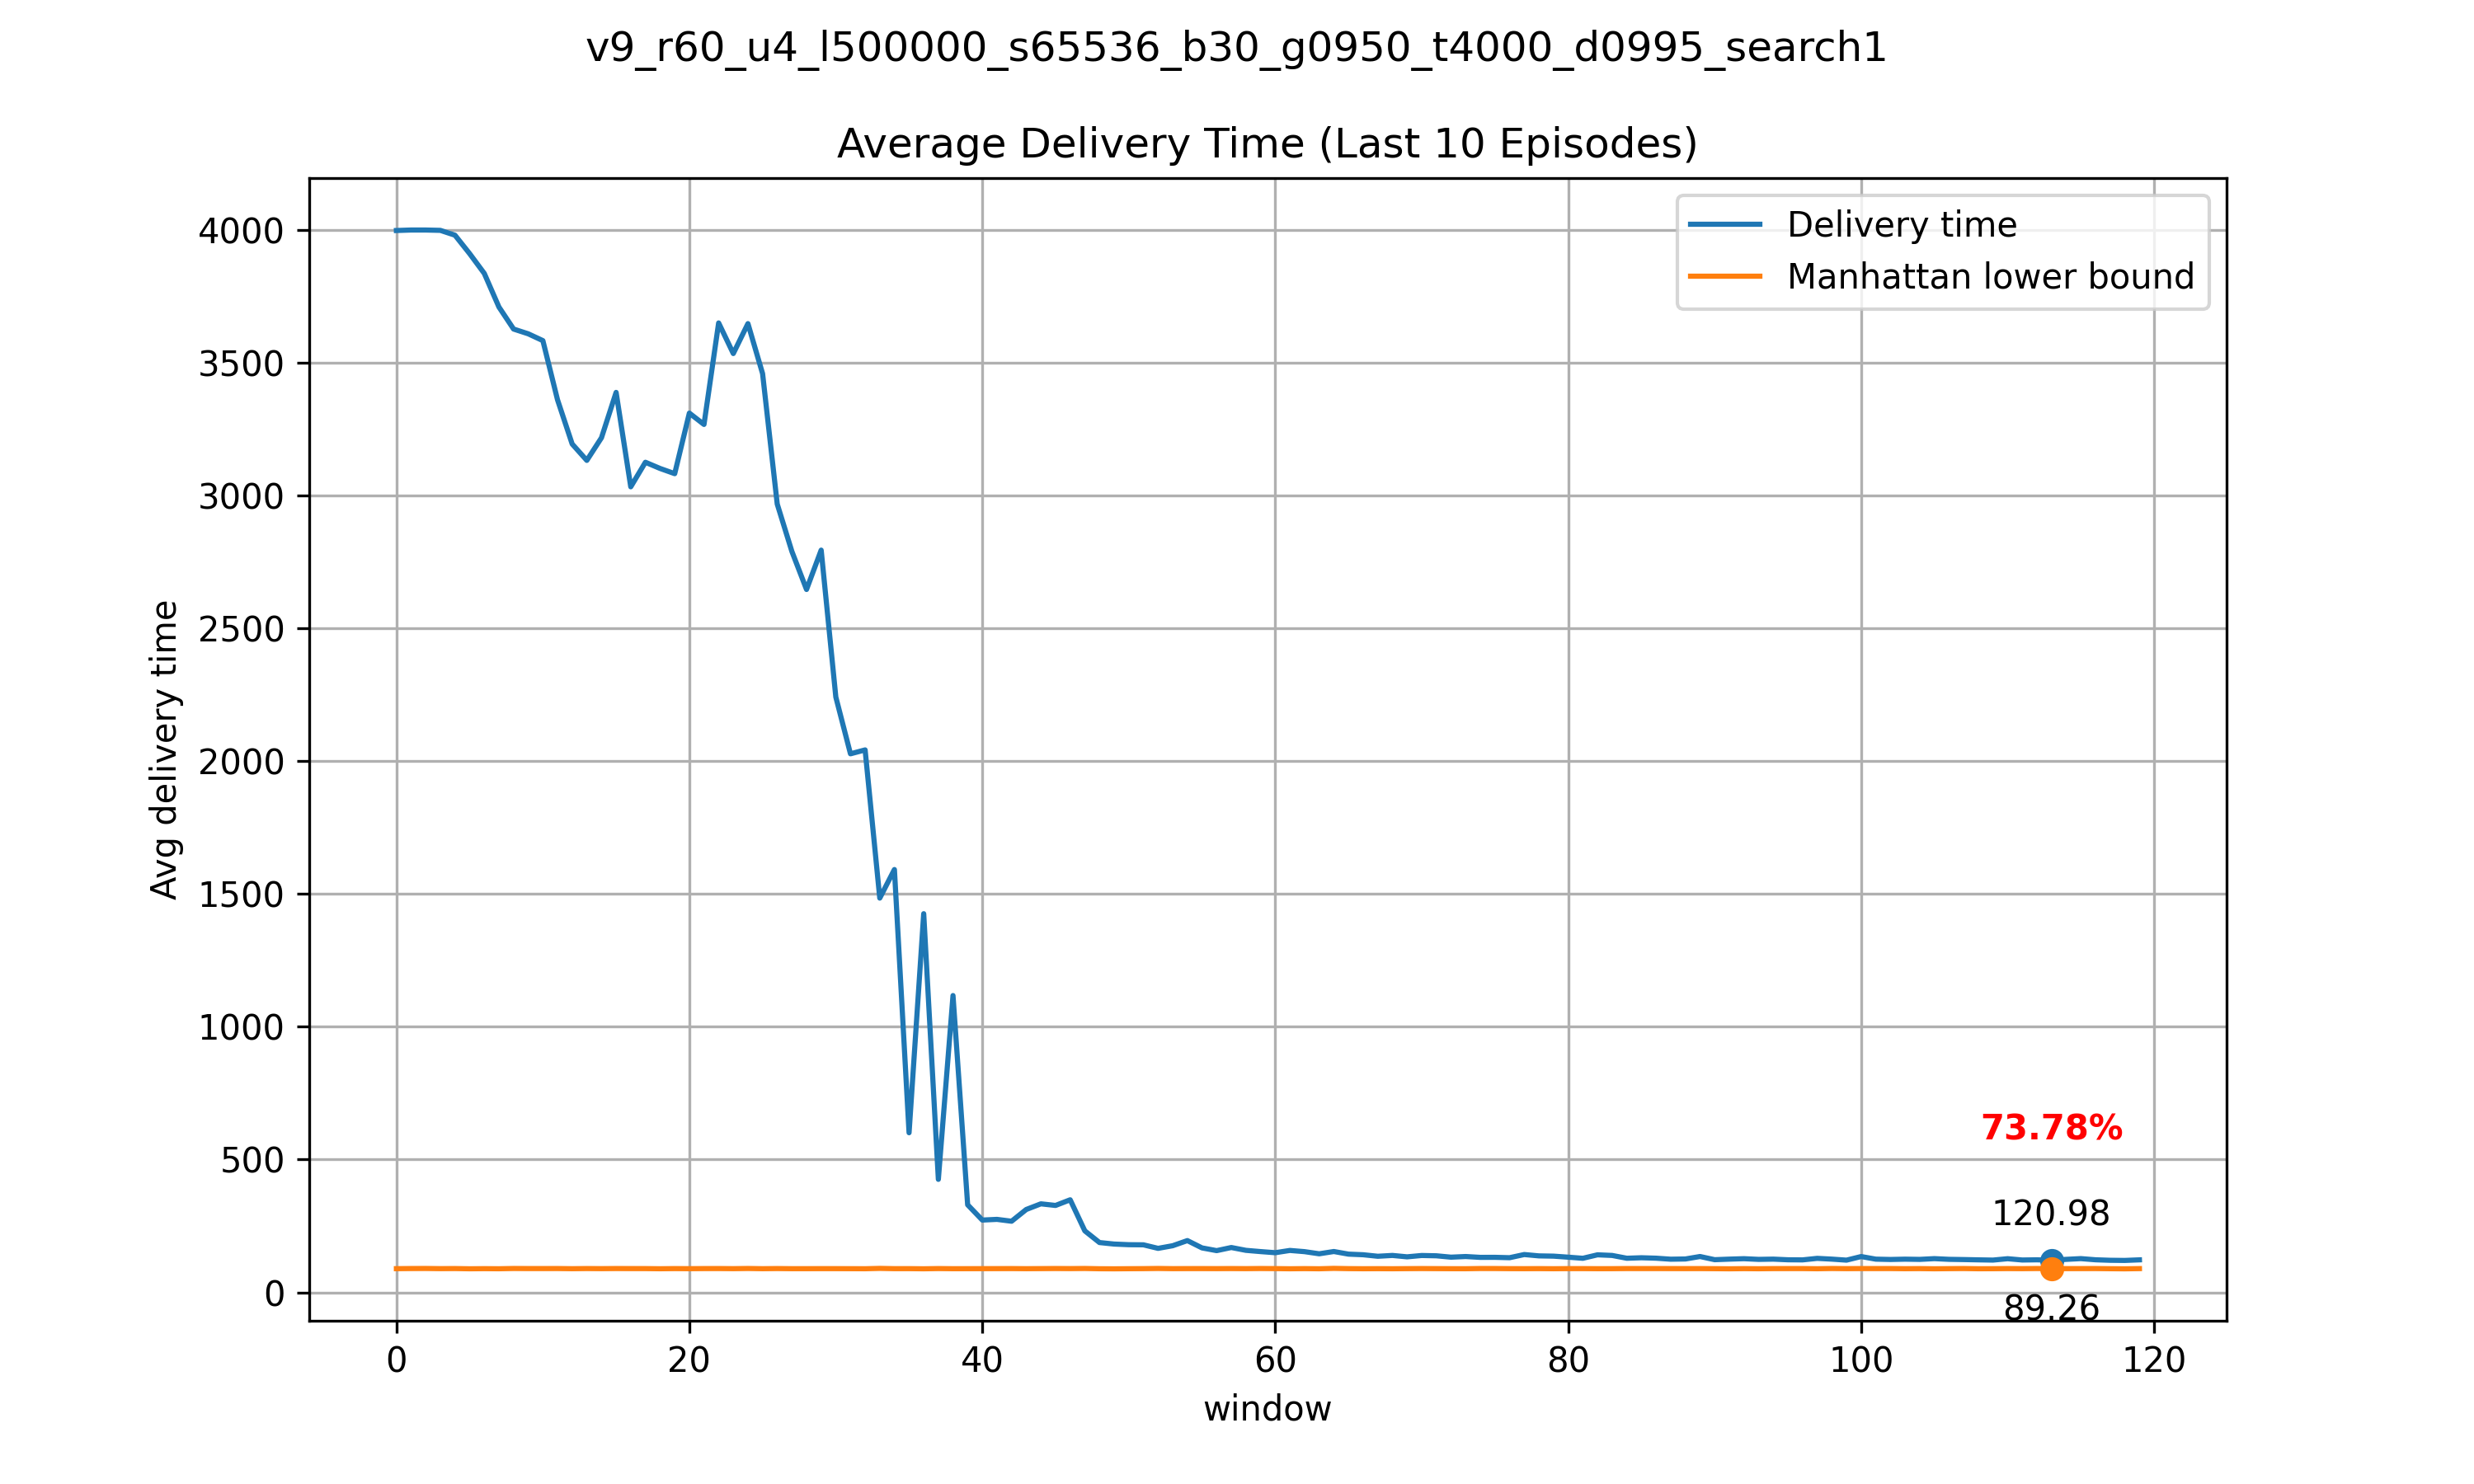 v9_r60_u4_l500000_s65536_b30_g0950_t4000_d0995_search1
Average Delivery Time (Last 10 Episodes)
Delivery time
Manhattan lower bound
Avg delivery time
4000
3500
3000
2500
2000
1500
1000
500
0
73.78%
120.98
89.26
0 20 40 60 80 100 120
window